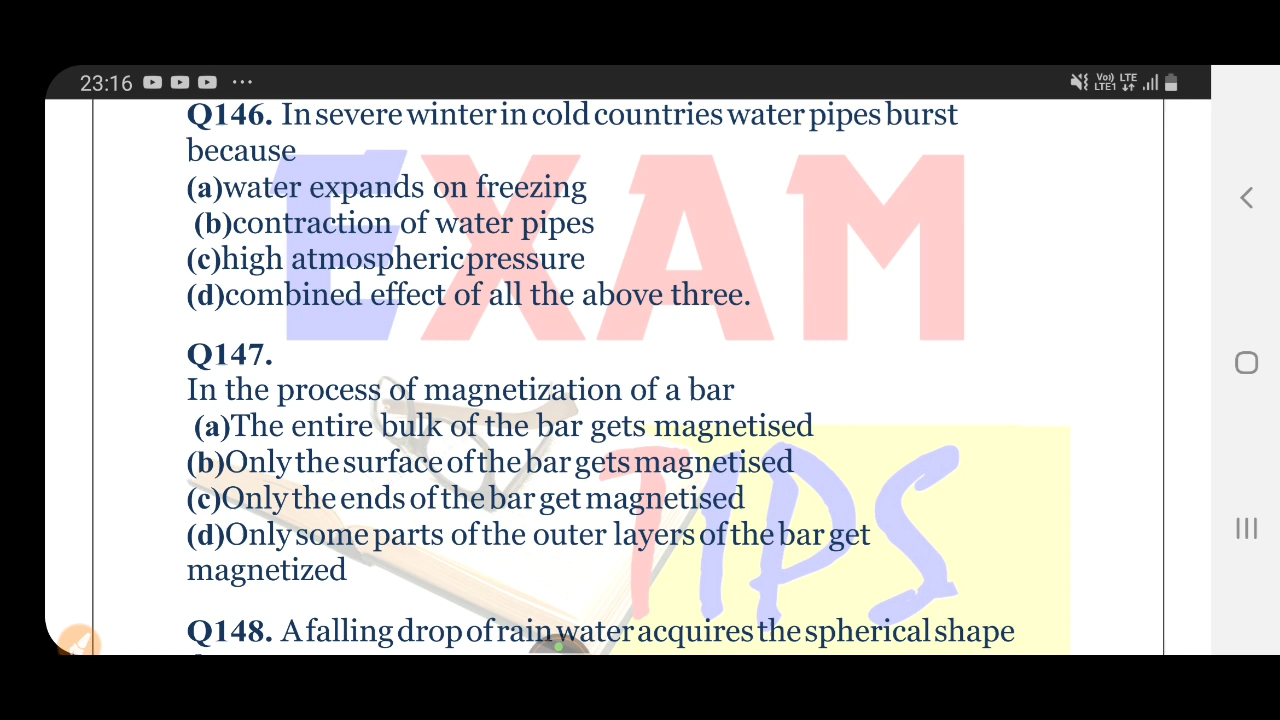 23:16
Vo) LTE
LTE1
Q146. In severe winter in cold countries water pipes burst
because
(a)water expands on freezing
(b)contraction of water pipes
(c)high atmospheric pressure
(d)combined effect of all the above three.
Q147.
In the process of magnetization of a bar
(a)The entire bulk of the bar gets magnetised
(b)Only the surface of the bar gets magnetised
(c)Only the ends of the bar get magnetised
(d)Only some parts of the outer layers of the bar get
magnetized
Q148. A falling drop of rain water acquires the spherical shape
EXAM
TIPS